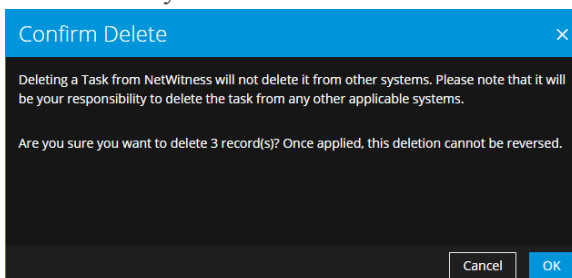 Confirm Delete
Deleting a Task from NetWitness will not delete it from other systems. Please note that it will
be your responsibility to delete the task from any other applicable systems.
Are you sure you want to delete 3 record(s)? Once applied, this deletion cannot be reversed.
Cancel OK